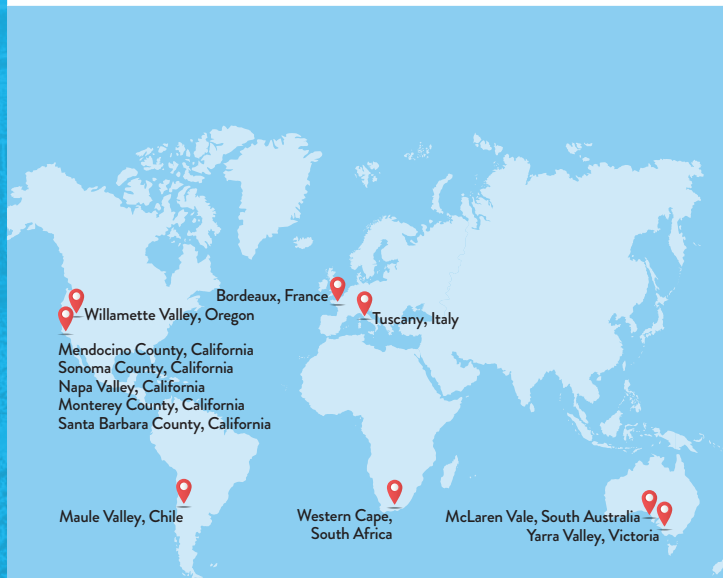 Bordeaux, France
Willamette Valley, Oregon
Tuscany, Italy
Mendocino County, California
Sonoma County, California
Napa Valley, California
Monterey County, California
Santa Barbara County, California
Maule Valley, Chile
Western Cape,
South Africa
McLaren Vale, South Australia
Yarra Valley, Victoria